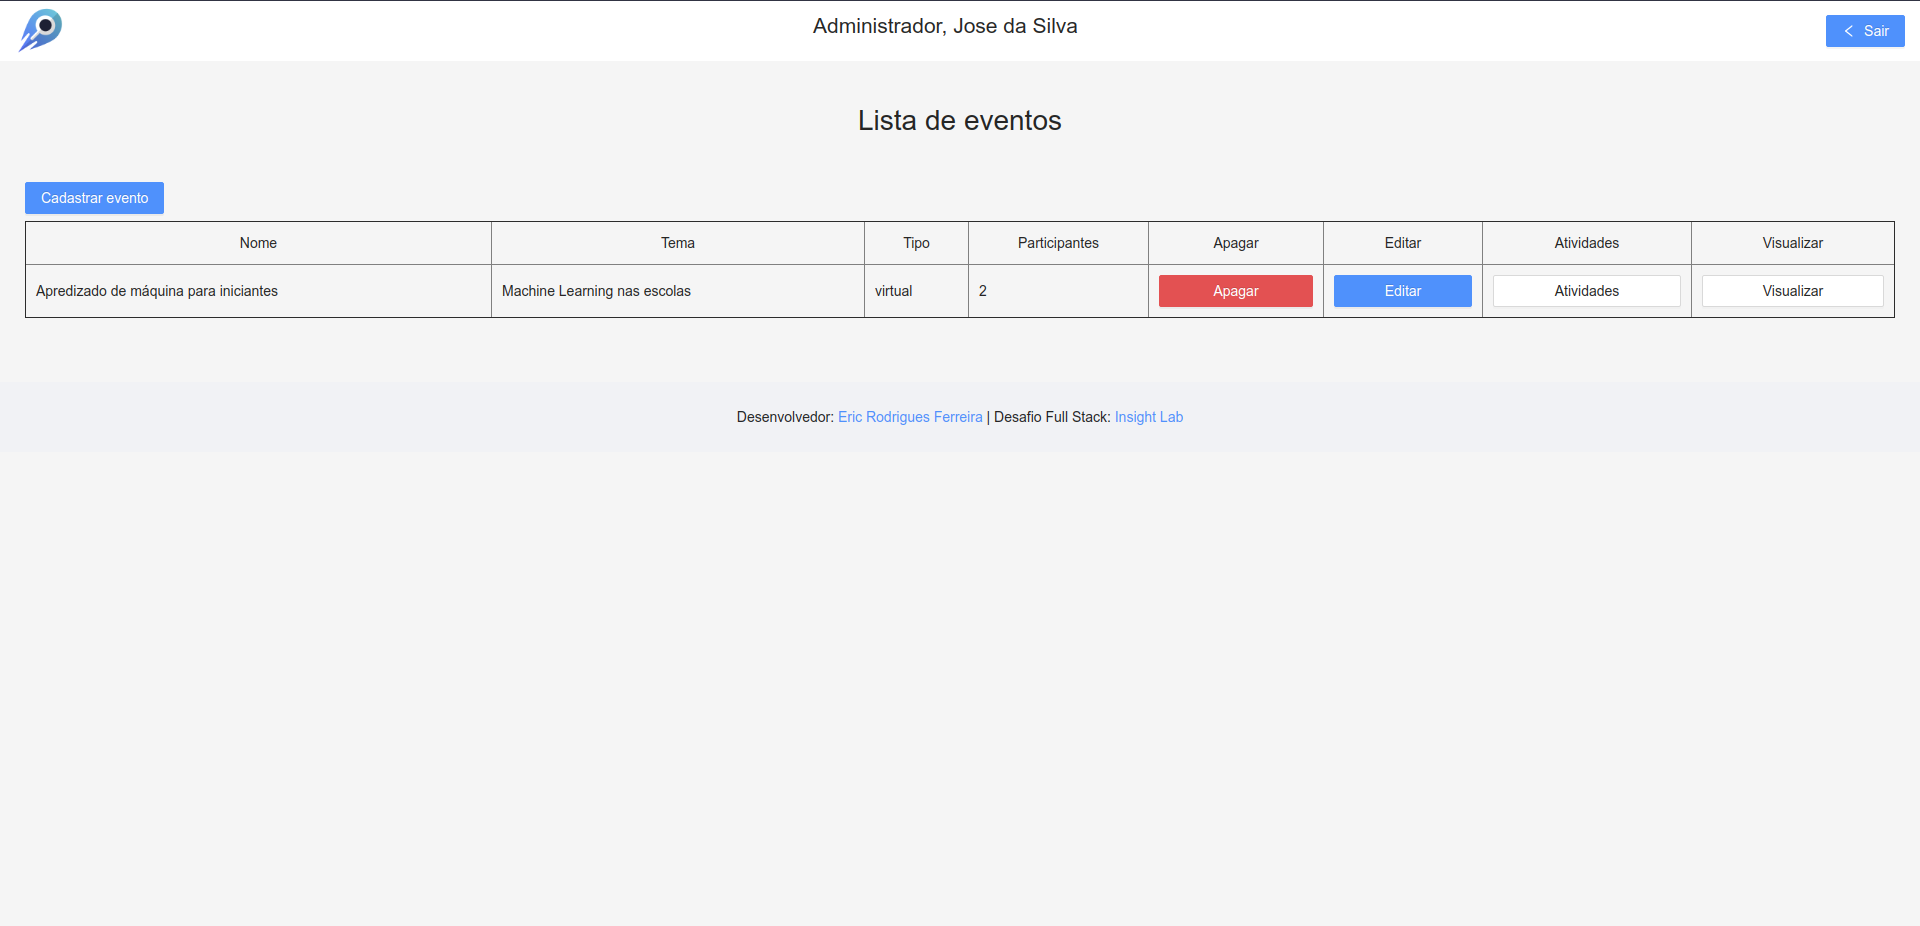 Administrador, Jose da Silva
Sair
Lista de eventos
Cadastrar evento
Nome Tema Tipo Participantes Apagar Editar Atividades Visualizar
Apredizado de máquina para iniciantes Machine Learning nas escolas virtual 2 Apagar Editar Atividades Visualizar
Desenvolvedor: Eric Rodrigues Ferreira | Desafio Full Stack: Insight Lab